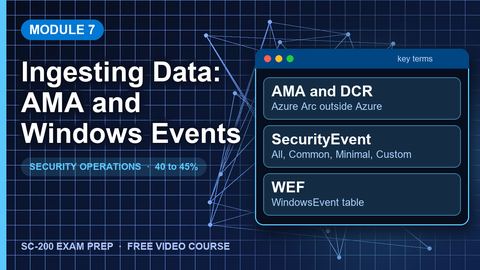 MODULE 7
Ingesting Data:
AMA and
Windows Events
SECURITY OPERATIONS · 40 to 45%
SC-200 EXAM PREP · FREE VIDEO COURSE
key terms
AMA and DCR
Azure Arc outside Azure
SecurityEvent
All, Common, Minimal, Custom
WEF
WindowsEvent table